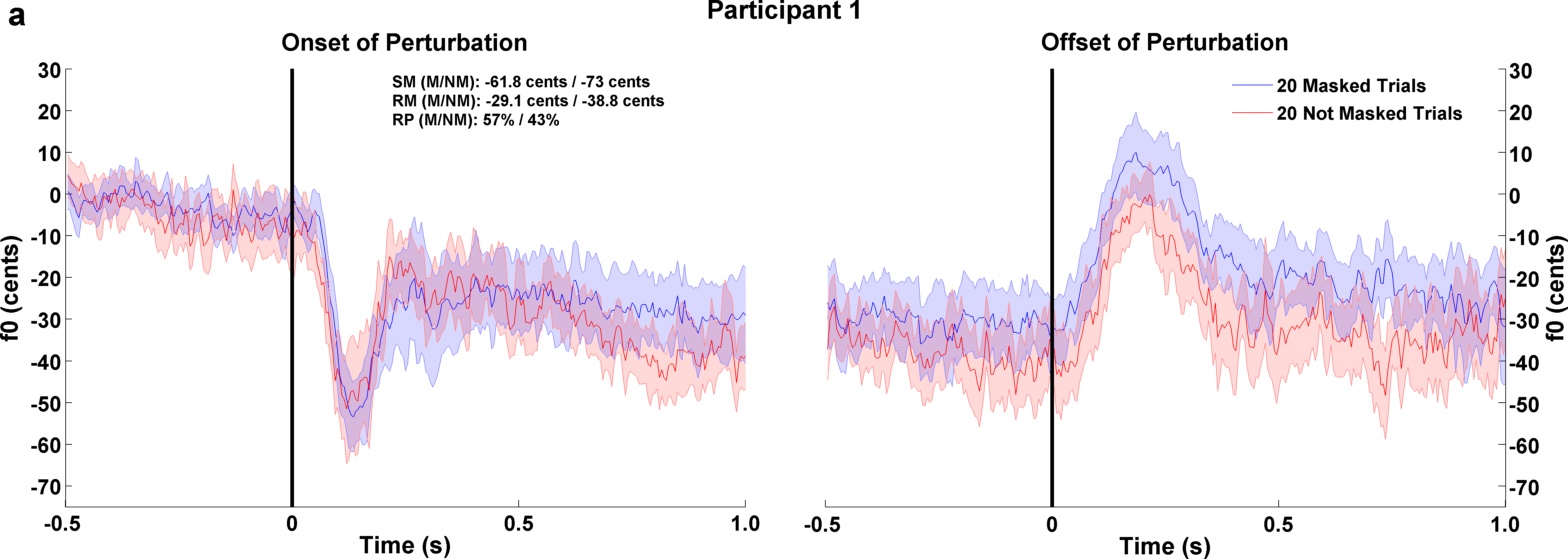 a
Participant 1
Onset of Perturbation
Offset of Perturbation
SM (M/NM): -61.8 cents / -73 cents
RM (M/NM): -29.1 cents / -38.8 cents
RP (M/NM): 57% / 43%
20 Masked Trials
20 Not Masked Trials
f0 (cents)
30
20
10
0
-10
-20
-30
-40
-50
-60
-70
-0.5
0
0.5
1.0
Time (s)
-0.5
0
0.5
1.0
Time (s)
30
20
10
0
-10
-20
-30
-40
-50
-60
-70
f0 (cents)